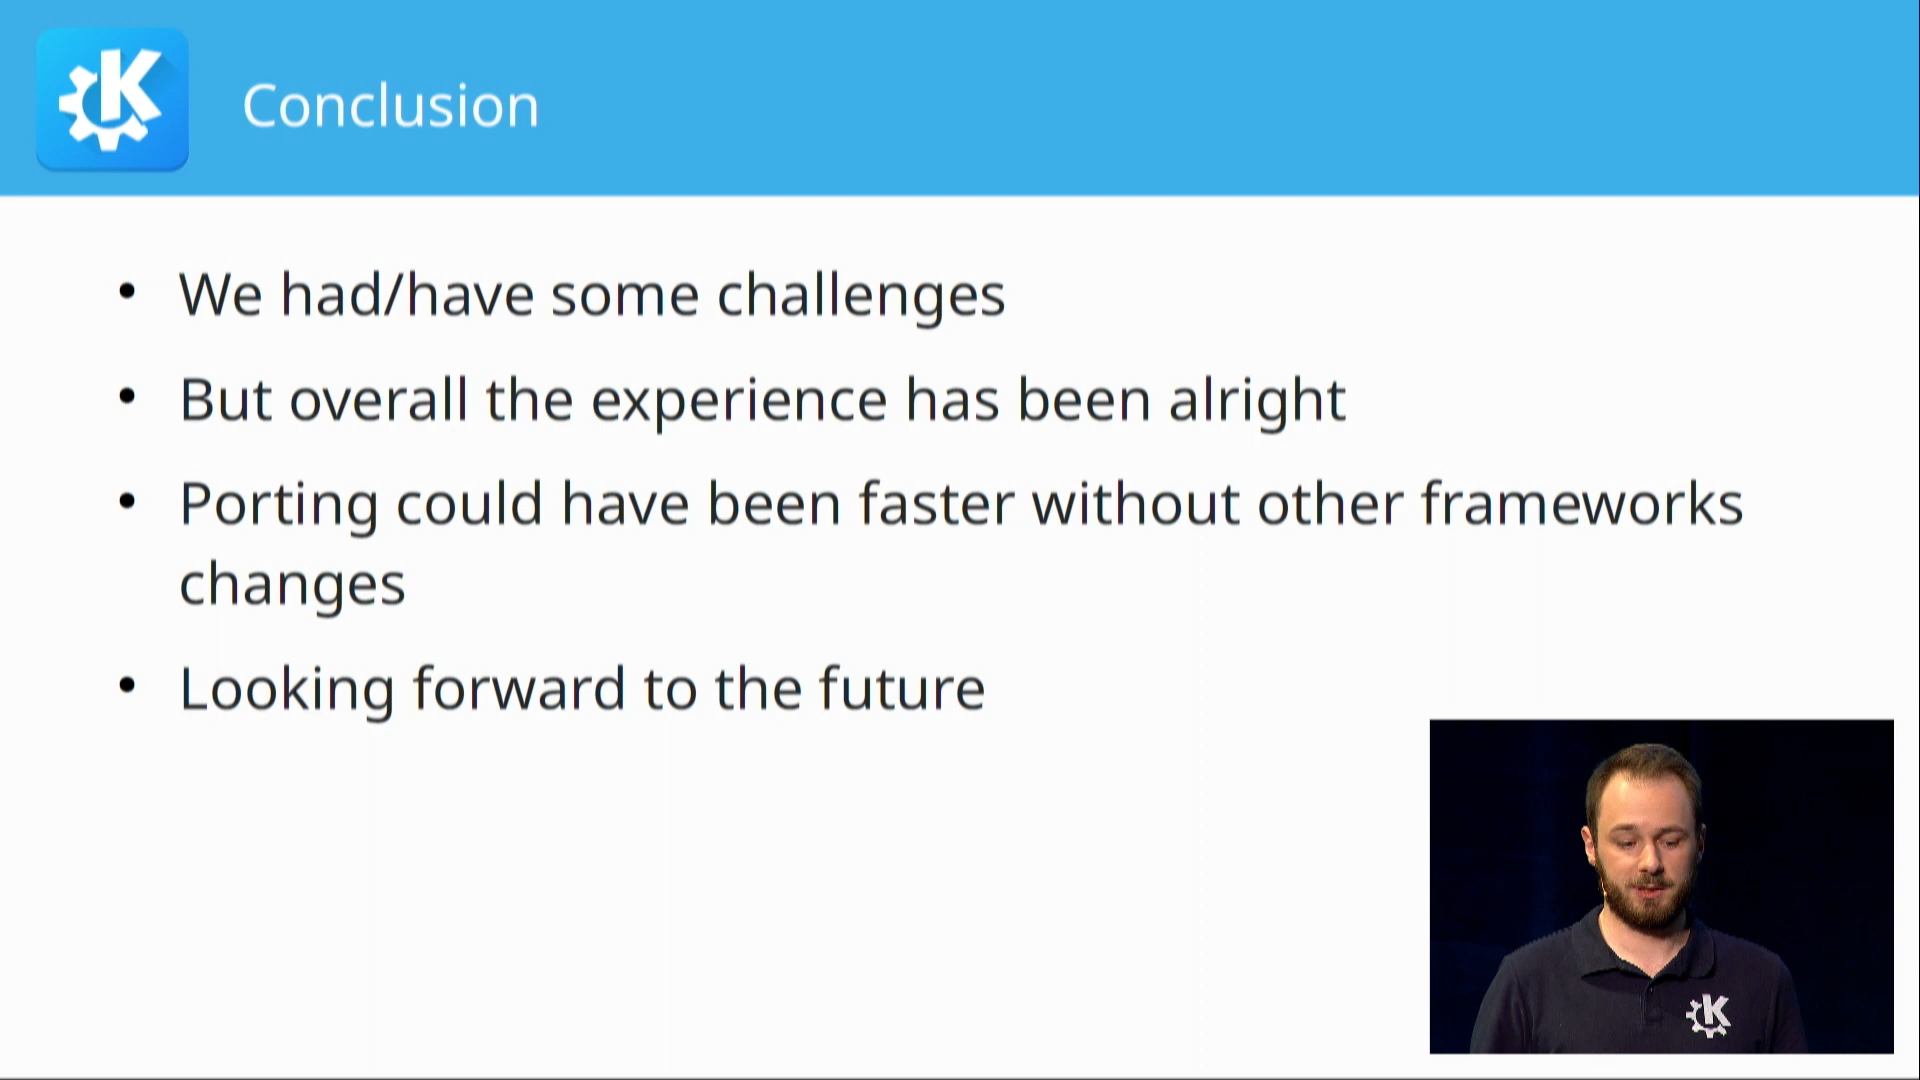 Conclusion
• We had/have some challenges
• But overall the experience has been alright
• Porting could have been faster without other frameworks
changes
• Looking forward to the future